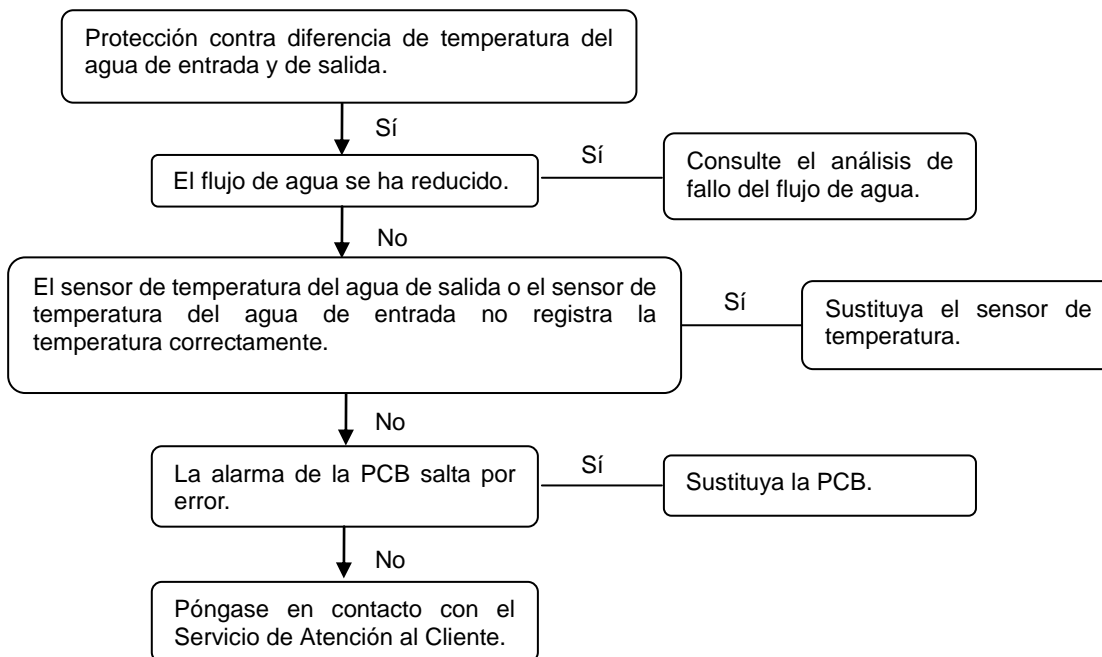 Protección contra diferencia de temperatura del
agua de entrada y de salida.
Sí
El flujo de agua se ha reducido.
Sí
Consulte el análisis de
fallo del flujo de agua.
No
El sensor de temperatura del agua de salida o el sensor de
temperatura del agua de entrada no registra la
temperatura correctamente.
Sí
Sustituya el sensor de
temperatura.
No
La alarma de la PCB salta por
error.
Sí
Sustituya la PCB.
No
Póngase en contacto con el
Servicio de Atención al Cliente.